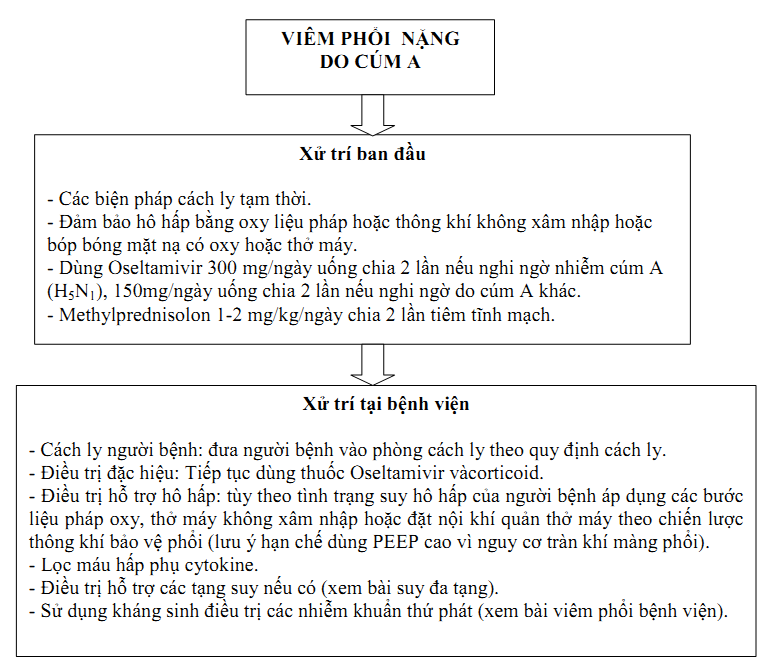 VIÊM PHỔI NẶNG
DO CÚM A
Xử trí ban đầu
- Các biện pháp cách ly tạm thời.
- Đảm bảo hô hấp bằng oxy liệu pháp hoặc thông khí không xâm nhập hoặc
bóp bóng mặt nạ có oxy hoặc thở máy.
- Dùng Oseltamivir 300 mg/ngày uống chia 2 lần nếu nghi ngờ nhiễm cúm A
(H₅N₁), 150mg/ngày uống chia 2 lần nếu nghi ngờ do cúm A khác.
- Methylprednisolon 1-2 mg/kg/ngày chia 2 lần tiêm tĩnh mạch.
Xử trí tại bệnh viện
- Cách ly người bệnh: đưa người bệnh vào phòng cách ly theo quy định cách ly.
- Điều trị đặc hiệu: Tiếp tục dùng thuốc Oseltamivir vàcorticoid.
- Điều trị hỗ trợ hô hấp: tùy theo tình trạng suy hô hấp của người bệnh áp dụng các bước
liệu pháp oxy, thở máy không xâm nhập hoặc đặt nội khí quản thở máy theo chiến lược
thông khí bảo vệ phổi (lưu ý hạn chế dùng PEEP cao vì nguy cơ tràn khí màng phổi).
- Lọc máu hấp phụ cytokine.
- Điều trị hỗ trợ các tạng suy nếu có (xem bài suy đa tạng).
- Sử dụng kháng sinh điều trị các nhiễm khuẩn thứ phát (xem bài viêm phổi bệnh viện).